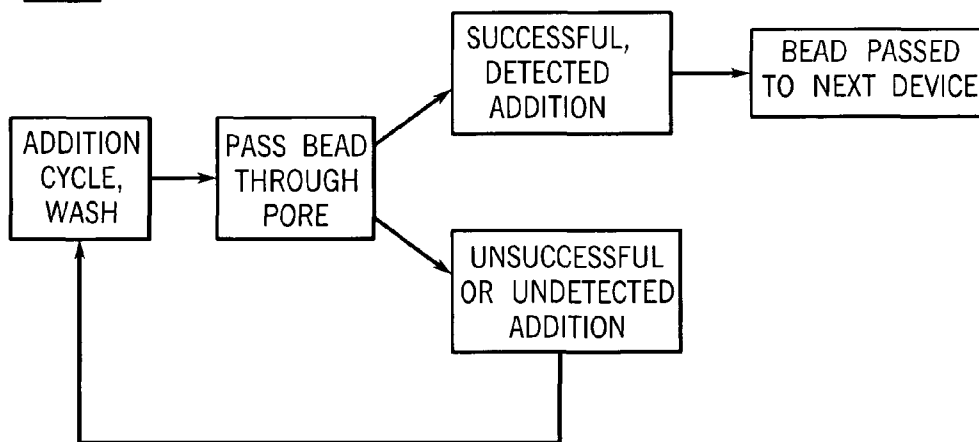 ADDITION
CYCLE,
WASH
PASS BEAD
THROUGH
PORE
SUCCESSFUL,
DETECTED
ADDITION
BEAD PASSED
TO NEXT DEVICE
UNSUCCESSFUL
OR UNDETECTED
ADDITION